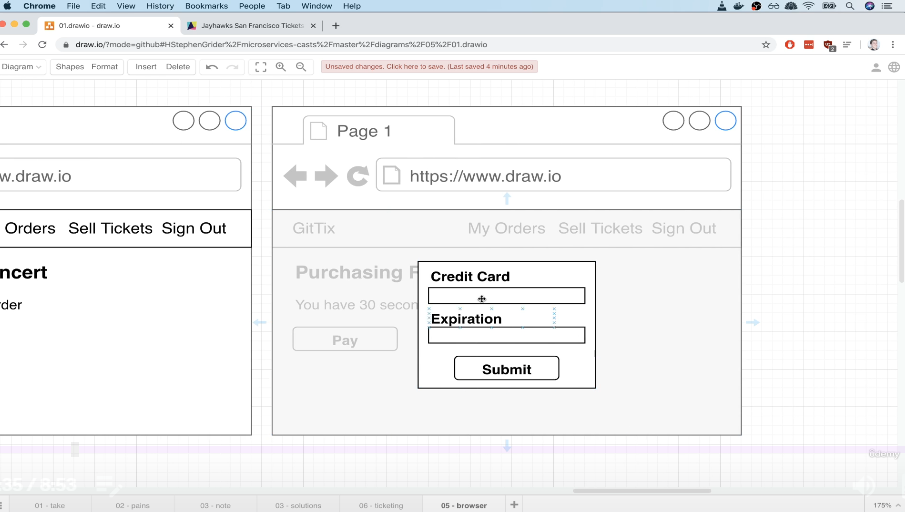 Chrome File Edit View History Bookmarks People Tab Window Help
01.drawio - draw.io
Jayhawks San Francisco Tickets
draw.io/?mode=github#HStephenGrider%2Fmicroservices-casts%2Fmaster%2Fdiagrams%2F05%2F01.drawio
Diagram Shapes Format Insert Delete Unsaved changes. Click here to save. (Last saved 4 minutes ago)
Page 1
w.draw.io
https://www.draw.io
Orders Sell Tickets Sign Out
GitTix My Orders Sell Tickets Sign Out
ncert
Purchasing
Credit Card
rder
You have 30 secon
Expiration
Pay
Submit
ûdemy
:35 / 8:53
01 - take 02 - pains 03 - note 03 - solutions 06 - ticketing 05 - browser
175%